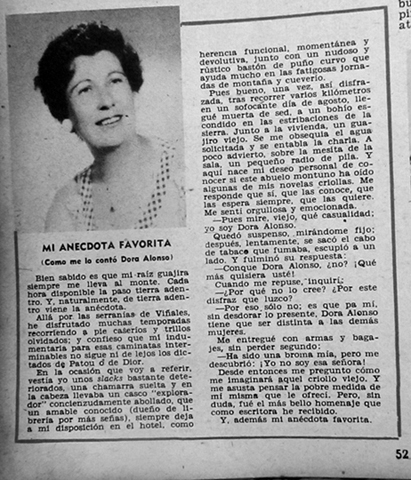 MI ANECDOTA FAVORITA
(Como me lo contó Dora Alonso)
Bien sabido es que mi raíz guajira
siempre me lleva al monte. Cada
hora disponible la paso tierra aden-
tro. Y, naturalmente, de tierra aden-
tro viene la anécdota.
Allá por las serranías de Viñales,
he disfrutado muchas temporadas
recorriendo a pie caseríos y trillos
olvidados; y confieso que mi indu-
mentaria para esas caminatas inter-
minables no sigue ni de lejos los dic-
tados de Patou ni de Dior.
En la ocasión que voy a referir,
vestía yo unos slacks bastante de-
teriorados, una chamarra suelta y en
la cabeza llevaba un casco "explora-
dor" concienzudamente abollado, que
un amable conocido (dueño de li-
brería por más señas), siempre deja
a mi disposición en el hotel, como
herencia funcional, momentánea y
devolutiva, junto con un nudoso y
rústico bastón de puño curvo que
ayuda mucho en las fatigosas jorna-
das de montaña y cueverío.
Pues bueno, una vez, así disfra-
zada, tras recorrer varios kilómetros
en un sofocante día de agosto, lle-
gué muerta de sed, a un bohío es-
condido en las estribaciones de la
sierra. Junto a la vivienda, un gua-
jiro viejo. Se me obsequia el agua
solicitada y se entabla la charla. A
poco advierto, sobre la mesita de la
sala, un pequeño radio de pila. Y
aquí nace mi deseo personal de co-
nocer si este abuelo montuno ha oído
algunas de mis novelas criollas. Me
responde que sí, que las conoce, que
las espera siempre, que las quiere.
Me sentí orgullosa y emocionada.
—Pues mire, viejo, qué casualidad;
yo soy Dora Alonso.
Quedó suspenso, mirándome fijo;
después, lentamente, se sacó el cabo
de tabaco que fumaba, escupió a un
lado. Y fulminó su respuesta:
—Conque Dora Alonso, ¿no? ¡Qué
más quisiera usté!
Cuando me repuse, inquirí:
—¿Por qué no lo cree? ¿Por este
disfraz que luzco?
—Por eso, sólo no; es que pa mí,
sin desdorar lo presente, Dora Alonso
tiene que ser distinta a las demás
mujeres.
Me entregué con armas y baga-
jes, sin perder segundo:
—Ha sido una broma mía, pero me
descubrió: ¡Yo no soy esa señora!
Desde entonces me pregunto cómo
me imaginará aquel criollo viejo. Y
me asusta pensar la pobre medida de
mí misma que le ofrecí. Pero, sin
duda, fué el más bello homenaje que
como escritora he recibido.
Y, además mi anécdota favorita.
52